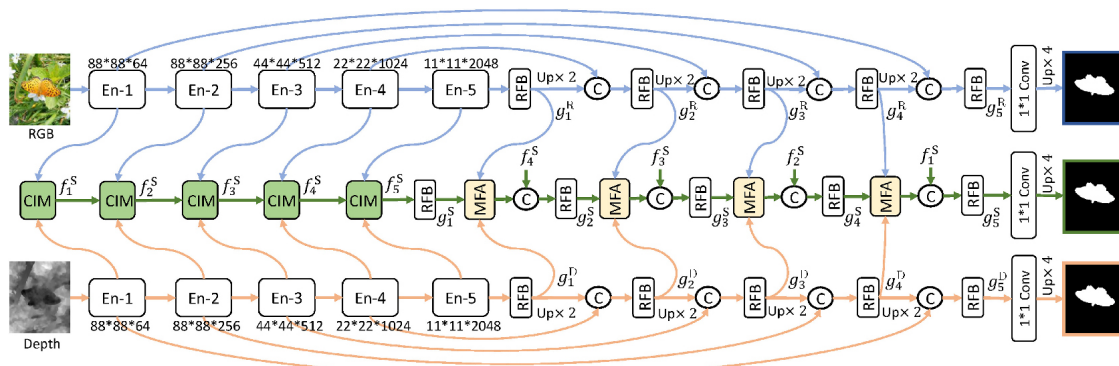 88*88*64 88*88*256 44*44*512 22*22*1024 11*11*2048
En-1 En-2 En-3 En-4 En-5 RFB Up× 2 C RFB Up× 2 C RFB Up× 2 C RFB Up× 2 C RFB 1*1 Conv Up× 4
RGB
g₁ᴿ g₂ᴿ g₃ᴿ g₄ᴿ g₅ᴿ
f₄ˢ f₃ˢ f₂ˢ f₁ˢ
CIM f₁ˢ CIM f₂ˢ CIM f₃ˢ CIM f₄ˢ CIM f₅ˢ RFB MFA C RFB MFA C RFB MFA C RFB MFA C RFB 1*1 Conv Up× 4
g₁ˢ g₂ˢ g₃ˢ g₄ˢ g₅ˢ
g₁ᴰ g₂ᴰ g₃ᴰ g₄ᴰ g₅ᴰ
En-1 En-2 En-3 En-4 En-5 RFB C RFB C RFB C RFB C RFB 1*1 Conv Up× 4
Up× 2 Up× 2 Up× 2 Up× 2
88*88*64 88*88*256 44*44*512 22*22*1024 11*11*2048
Depth